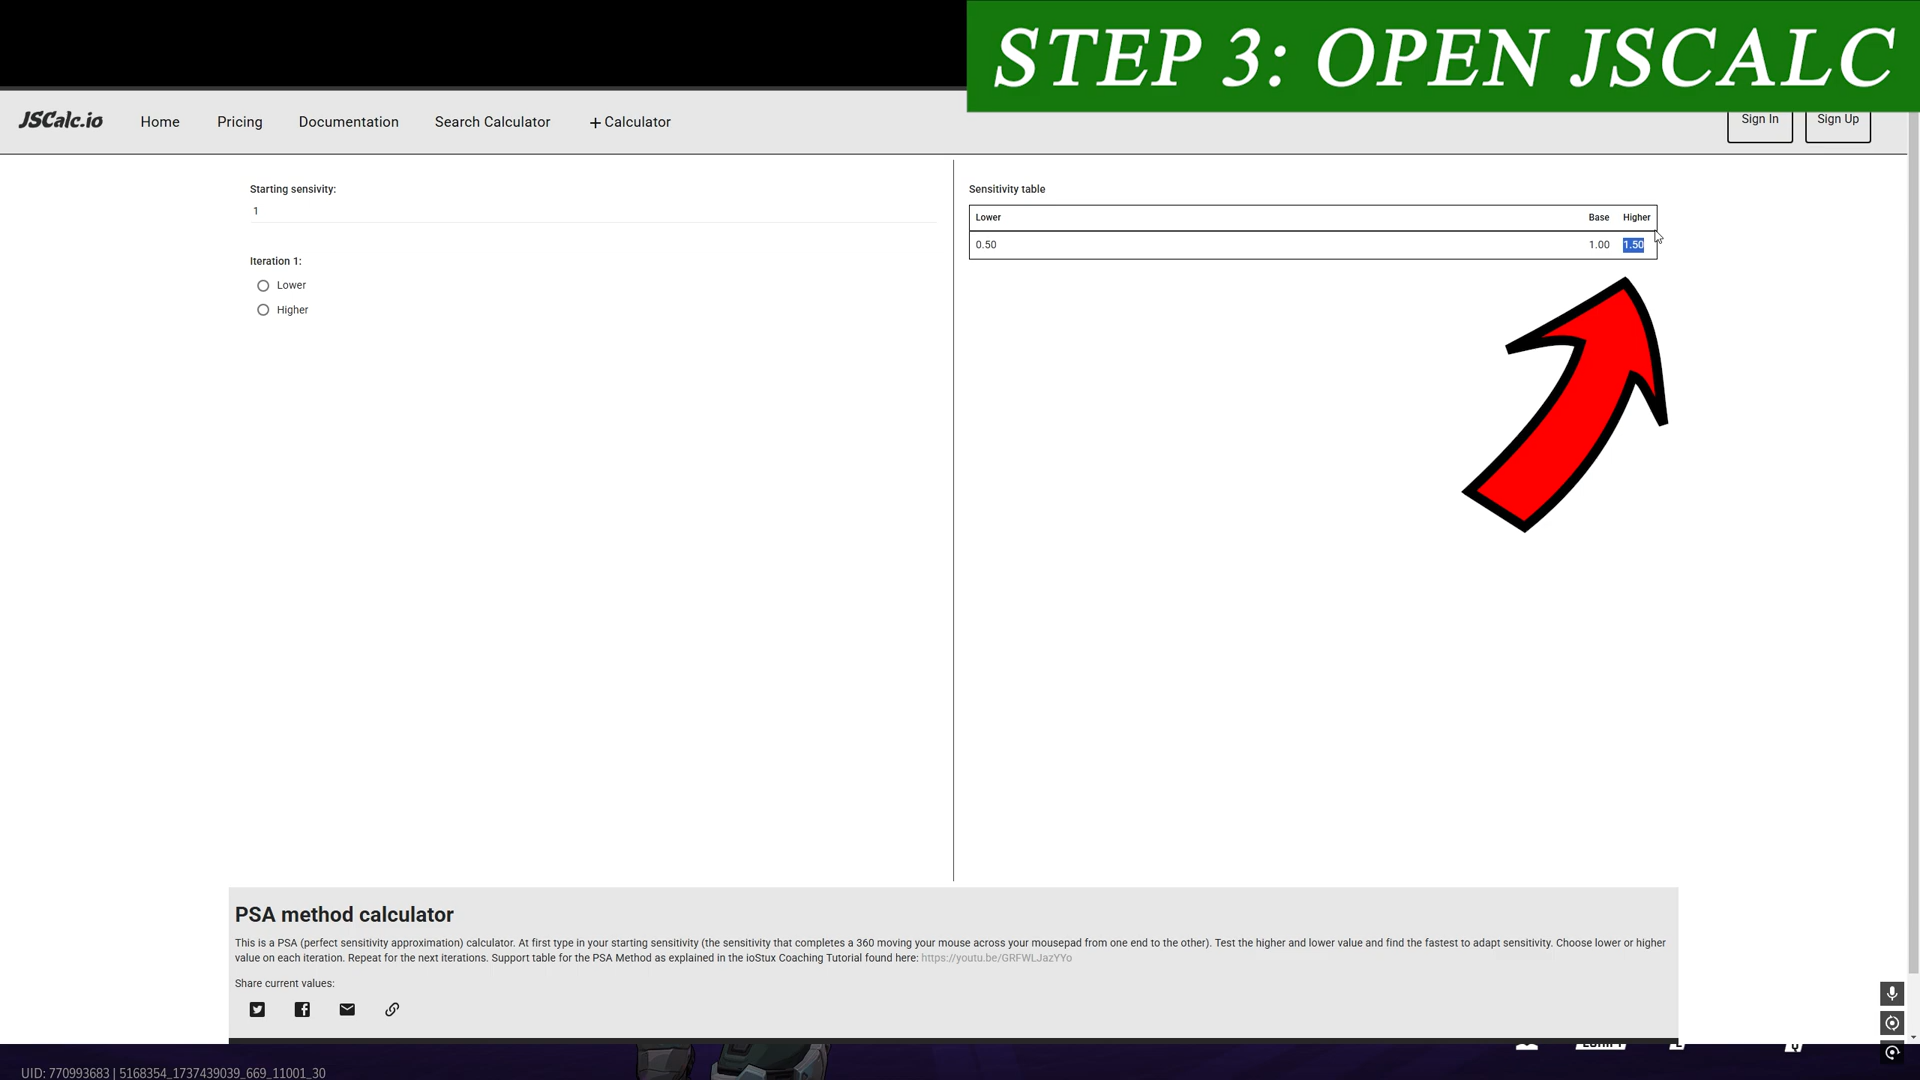 STEP 3: OPEN JSCALC
JSCalc.io Home Pricing Documentation Search Calculator + Calculator Sign In Sign Up
Starting sensivity:
1
Iteration 1:
Lower
Higher
Sensitivity table
Lower Base Higher
0.50 1.00 1.50
PSA method calculator
This is a PSA (perfect sensitivity approximation) calculator. At first type in your starting sensitivity (the sensitivity that completes a 360 moving your mouse across your mousepad from one end to the other). Test the higher and lower value and find the fastest to adapt sensitivity. Choose lower or higher
value on each iteration. Repeat for the next iterations. Support table for the PSA Method as explained in the ioStux Coaching Tutorial found here: https://youtu.be/GRFWLJazYYo
Share current values:
UID: 770993683 | 5168354_1737439039_669_11001_30